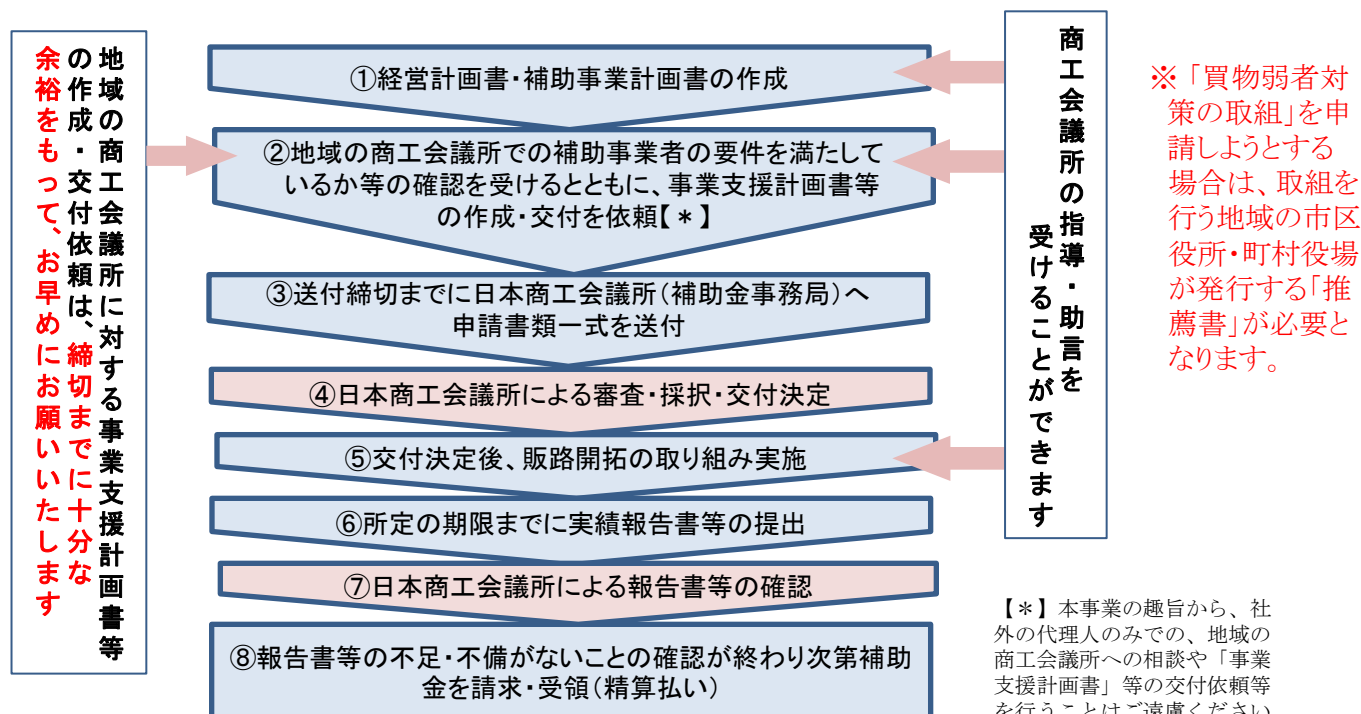 地域の商工会議所に対する事業支援計画書等
の作成・交付依頼は、締切までに十分な
余裕をもって、お早めにお願いいたします
①経営計画書・補助事業計画書の作成
②地域の商工会議所での補助事業者の要件を満たして
いるか等の確認を受けるとともに、事業支援計画書等
の作成・交付を依頼【＊】
③送付締切までに日本商工会議所（補助金事務局）へ
申請書類一式を送付
④日本商工会議所による審査・採択・交付決定
⑤交付決定後、販路開拓の取り組み実施
⑥所定の期限までに実績報告書等の提出
⑦日本商工会議所による報告書等の確認
⑧報告書等の不足・不備がないことの確認が終わり次第補助
金を請求・受領（精算払い）
商工会議所の指導・助言を
受けることができます
※「買物弱者対
策の取組」を申
請しようとする
場合は、取組を
行う地域の市区
役所・町村役場
が発行する「推
薦書」が必要と
なります。
【＊】本事業の趣旨から、社
外の代理人のみでの、地域の
商工会議所への相談や「事業
支援計画書」等の交付依頼等
を行うことはご遠慮ください